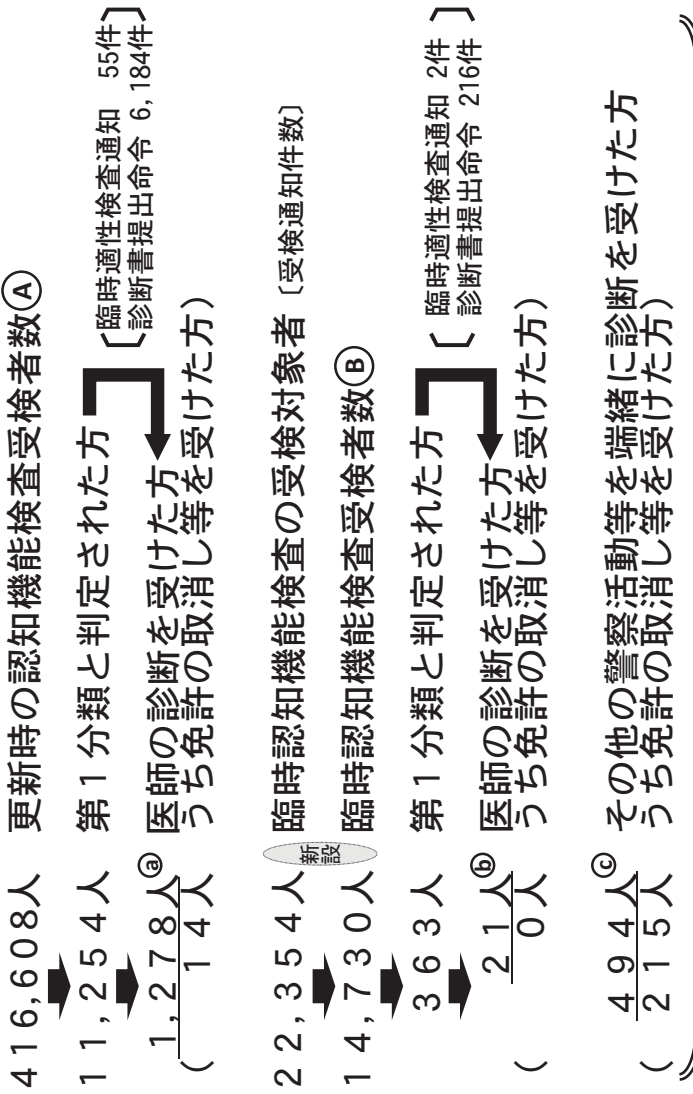 416,608人 更新時の認知機能検査受検者数Ⓐ
11,254人 第1分類と判定された方
〔臨時適性検査通知 55件
診断書提出命令 6,184件〕
1,278人ⓐ 医師の診断を受けた方
( 14人 うち免許の取消し等を受けた方)
22,354人 新設 臨時認知機能検査の受検対象者〔受検通知件数〕
14,730人 臨時認知機能検査受検者数Ⓑ
363人 第1分類と判定された方
〔臨時適性検査通知 2件
診断書提出命令 216件〕
21人ⓑ 医師の診断を受けた方
( 0人 うち免許の取消し等を受けた方)
494人ⓒ その他の警察活動等を端緒に診断を受けた方
( 215人 うち免許の取消し等を受けた方)